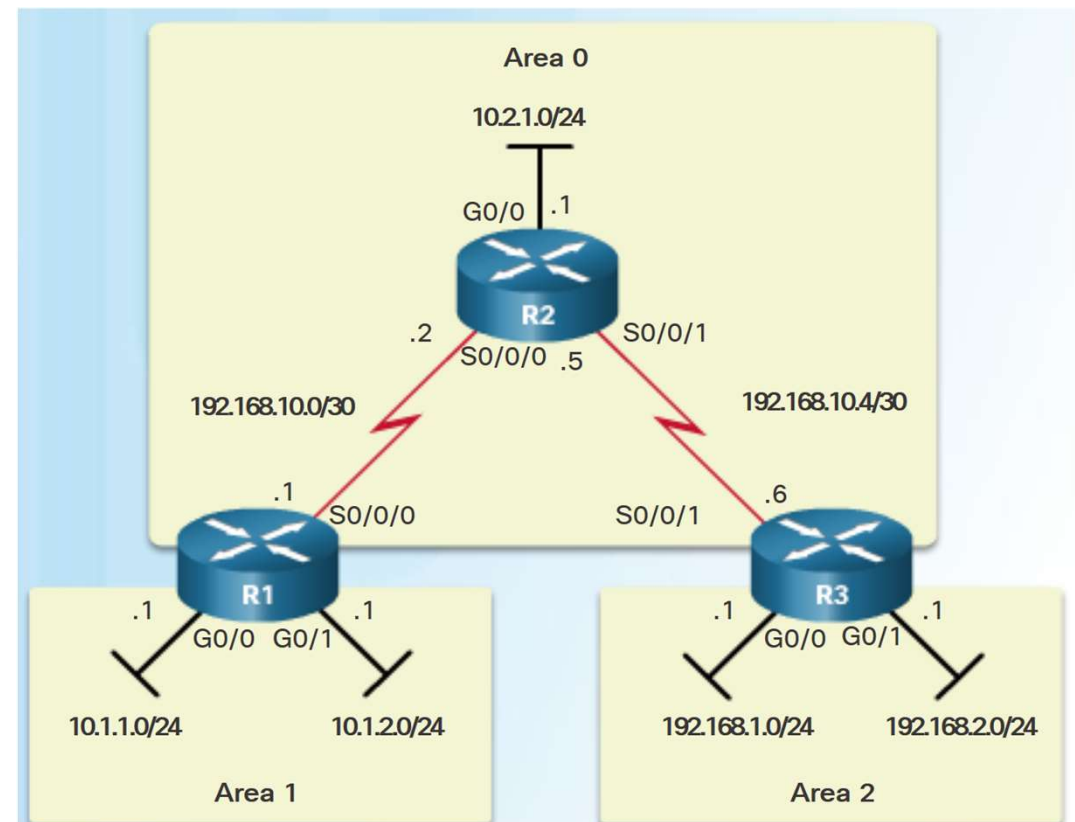 Area 0
10.2.1.0/24
G0/0 .1
R2
.2 S0/0/0 .5 S0/0/1
192.168.10.0/30 192.168.10.4/30
.1 .6
S0/0/0 S0/0/1
R1 R3
.1 .1 .1 .1
G0/0 G0/1 G0/0 G0/1
10.1.1.0/24 10.1.2.0/24 192.168.1.0/24 192.168.2.0/24
Area 1 Area 2